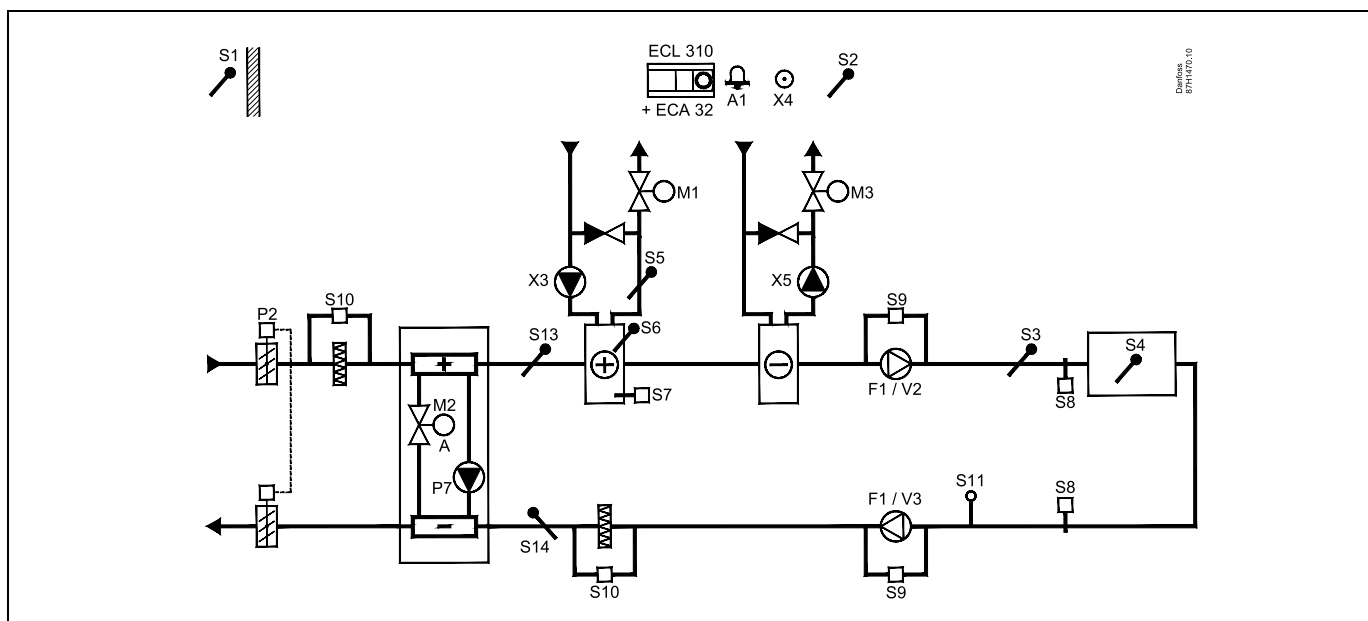 S1
ECL 310
+ ECA 32
A1
X4
S2
Danfoss
87H1470.10
M1
M3
S5
X3
X5
P2
S10
S13
S6
S9
S3
S4
F1 / V2
S7
S8
M2
A
P7
S11
S8
F1 / V3
S14
S10
S9